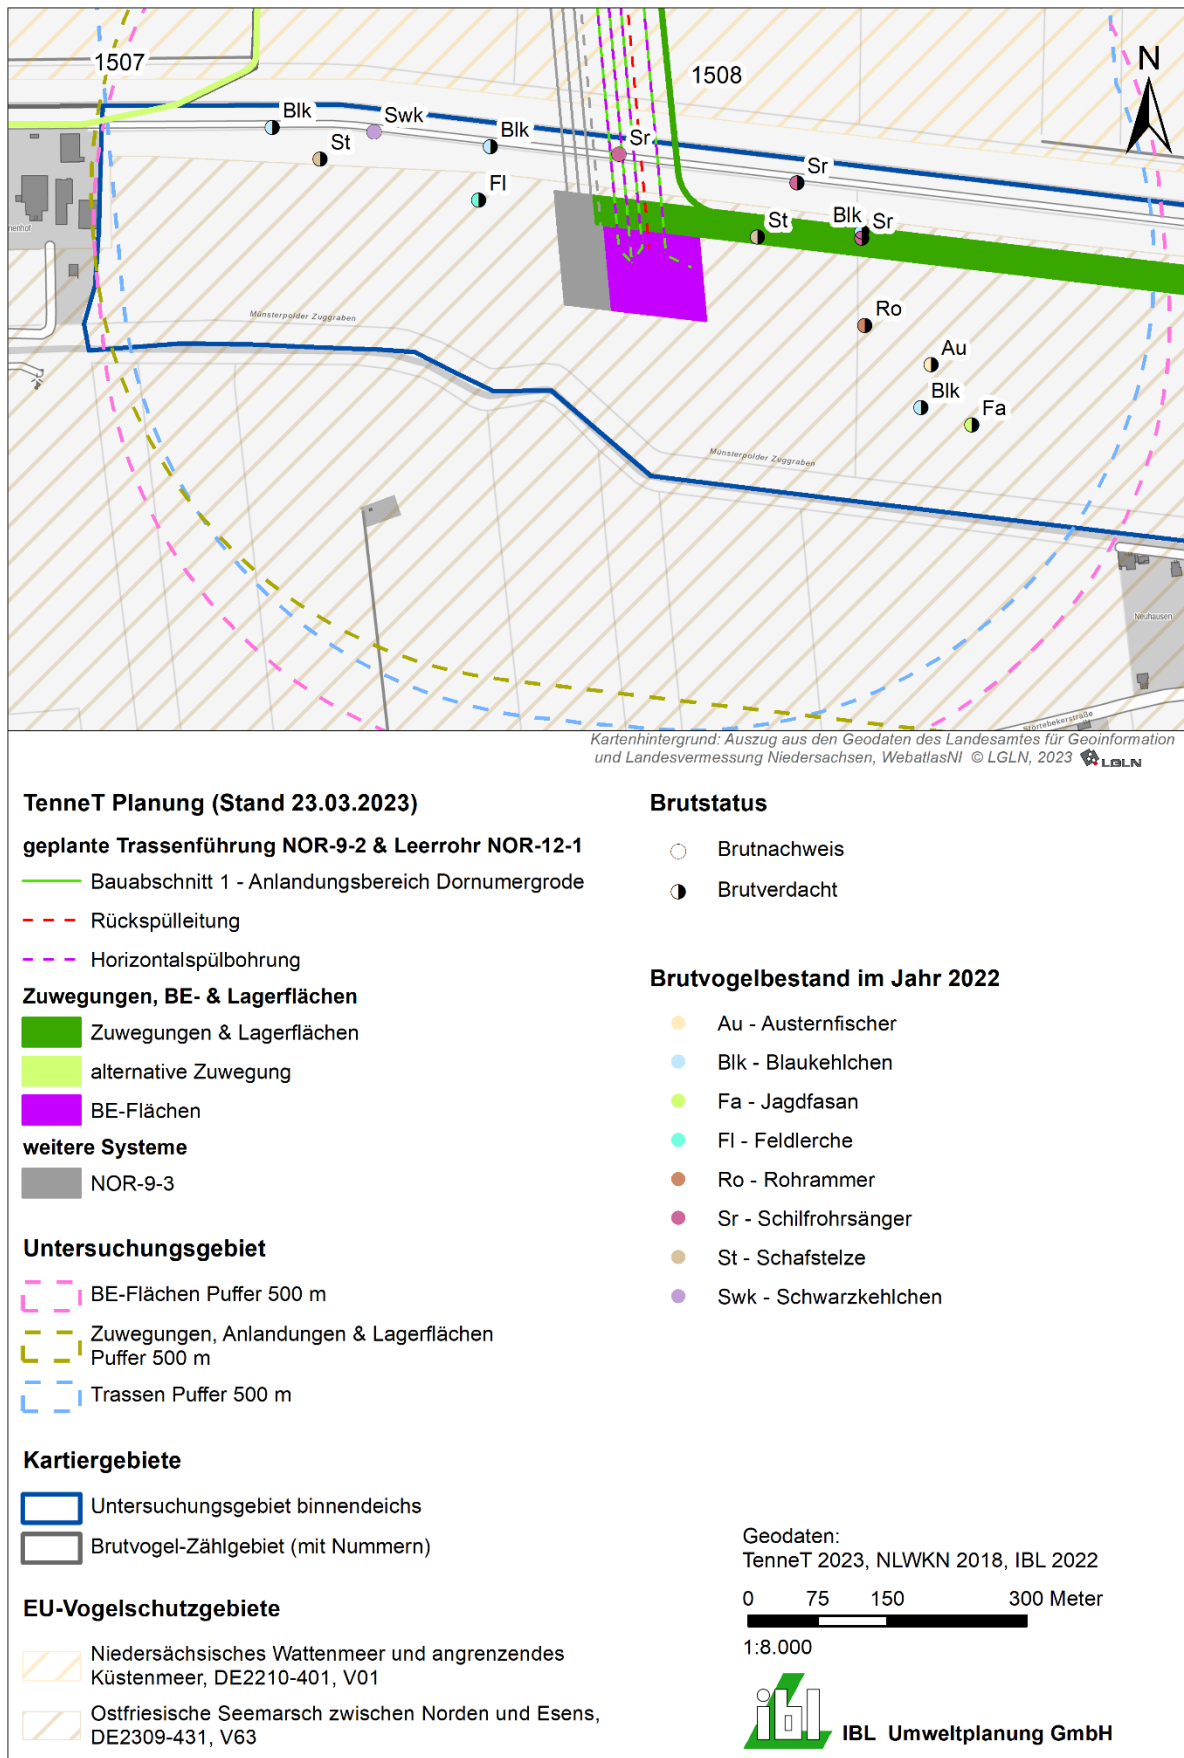 1507
1508
N
Blk
Swk
Blk
St
Sr
Fl
Sr
St
Blk
Sr
Ro
Au
Blk
Fa
nenhof
Münsterpolder Zuggraben
Münsterpolder Zuggraben
Neuhausen
Störtebekerstraße
Kartenhintergrund: Auszug aus den Geodaten des Landesamtes für Geoinformation
und Landesvermessung Niedersachsen, WebatlasNI © LGLN, 2023 LGLN
TenneT Planung (Stand 23.03.2023)
geplante Trassenführung NOR-9-2 & Leerrohr NOR-12-1
Bauabschnitt 1 - Anlandungsbereich Dornumergrode
Rückspülleitung
Horizontalspülbohrung
Zuwegungen, BE- & Lagerflächen
Zuwegungen & Lagerflächen
alternative Zuwegung
BE-Flächen
weitere Systeme
NOR-9-3
Untersuchungsgebiet
BE-Flächen Puffer 500 m
Zuwegungen, Anlandungen & Lagerflächen
Puffer 500 m
Trassen Puffer 500 m
Kartiergebiete
Untersuchungsgebiet binnendeichs
Brutvogel-Zählgebiet (mit Nummern)
EU-Vogelschutzgebiete
Niedersächsisches Wattenmeer und angrenzendes
Küstenmeer, DE2210-401, V01
Ostfriesische Seemarsch zwischen Norden und Esens,
DE2309-431, V63
Brutstatus
Brutnachweis
Brutverdacht
Brutvogelbestand im Jahr 2022
Au - Austernfischer
Blk - Blaukehlchen
Fa - Jagdfasan
Fl - Feldlerche
Ro - Rohrammer
Sr - Schilfrohrsänger
St - Schafstelze
Swk - Schwarzkehlchen
Geodaten:
TenneT 2023, NLWKN 2018, IBL 2022
0 75 150 300 Meter
1:8.000
ibl IBL Umweltplanung GmbH